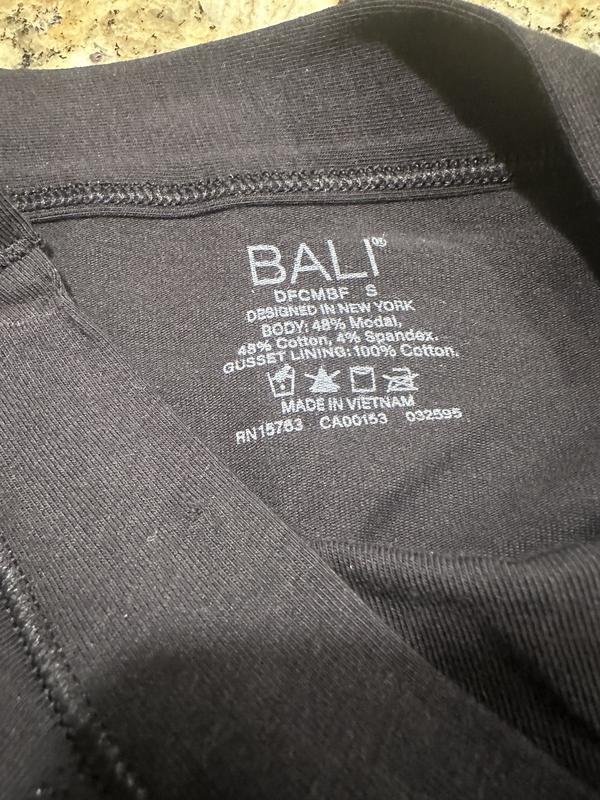 BALI®
DFCMBF S
DESIGNED IN NEW YORK
BODY: 48% Modal,
48% Cotton, 4% Spandex.
GUSSET LINING: 100% Cotton.
MADE IN VIETNAM
RN15763 CA00153 032595